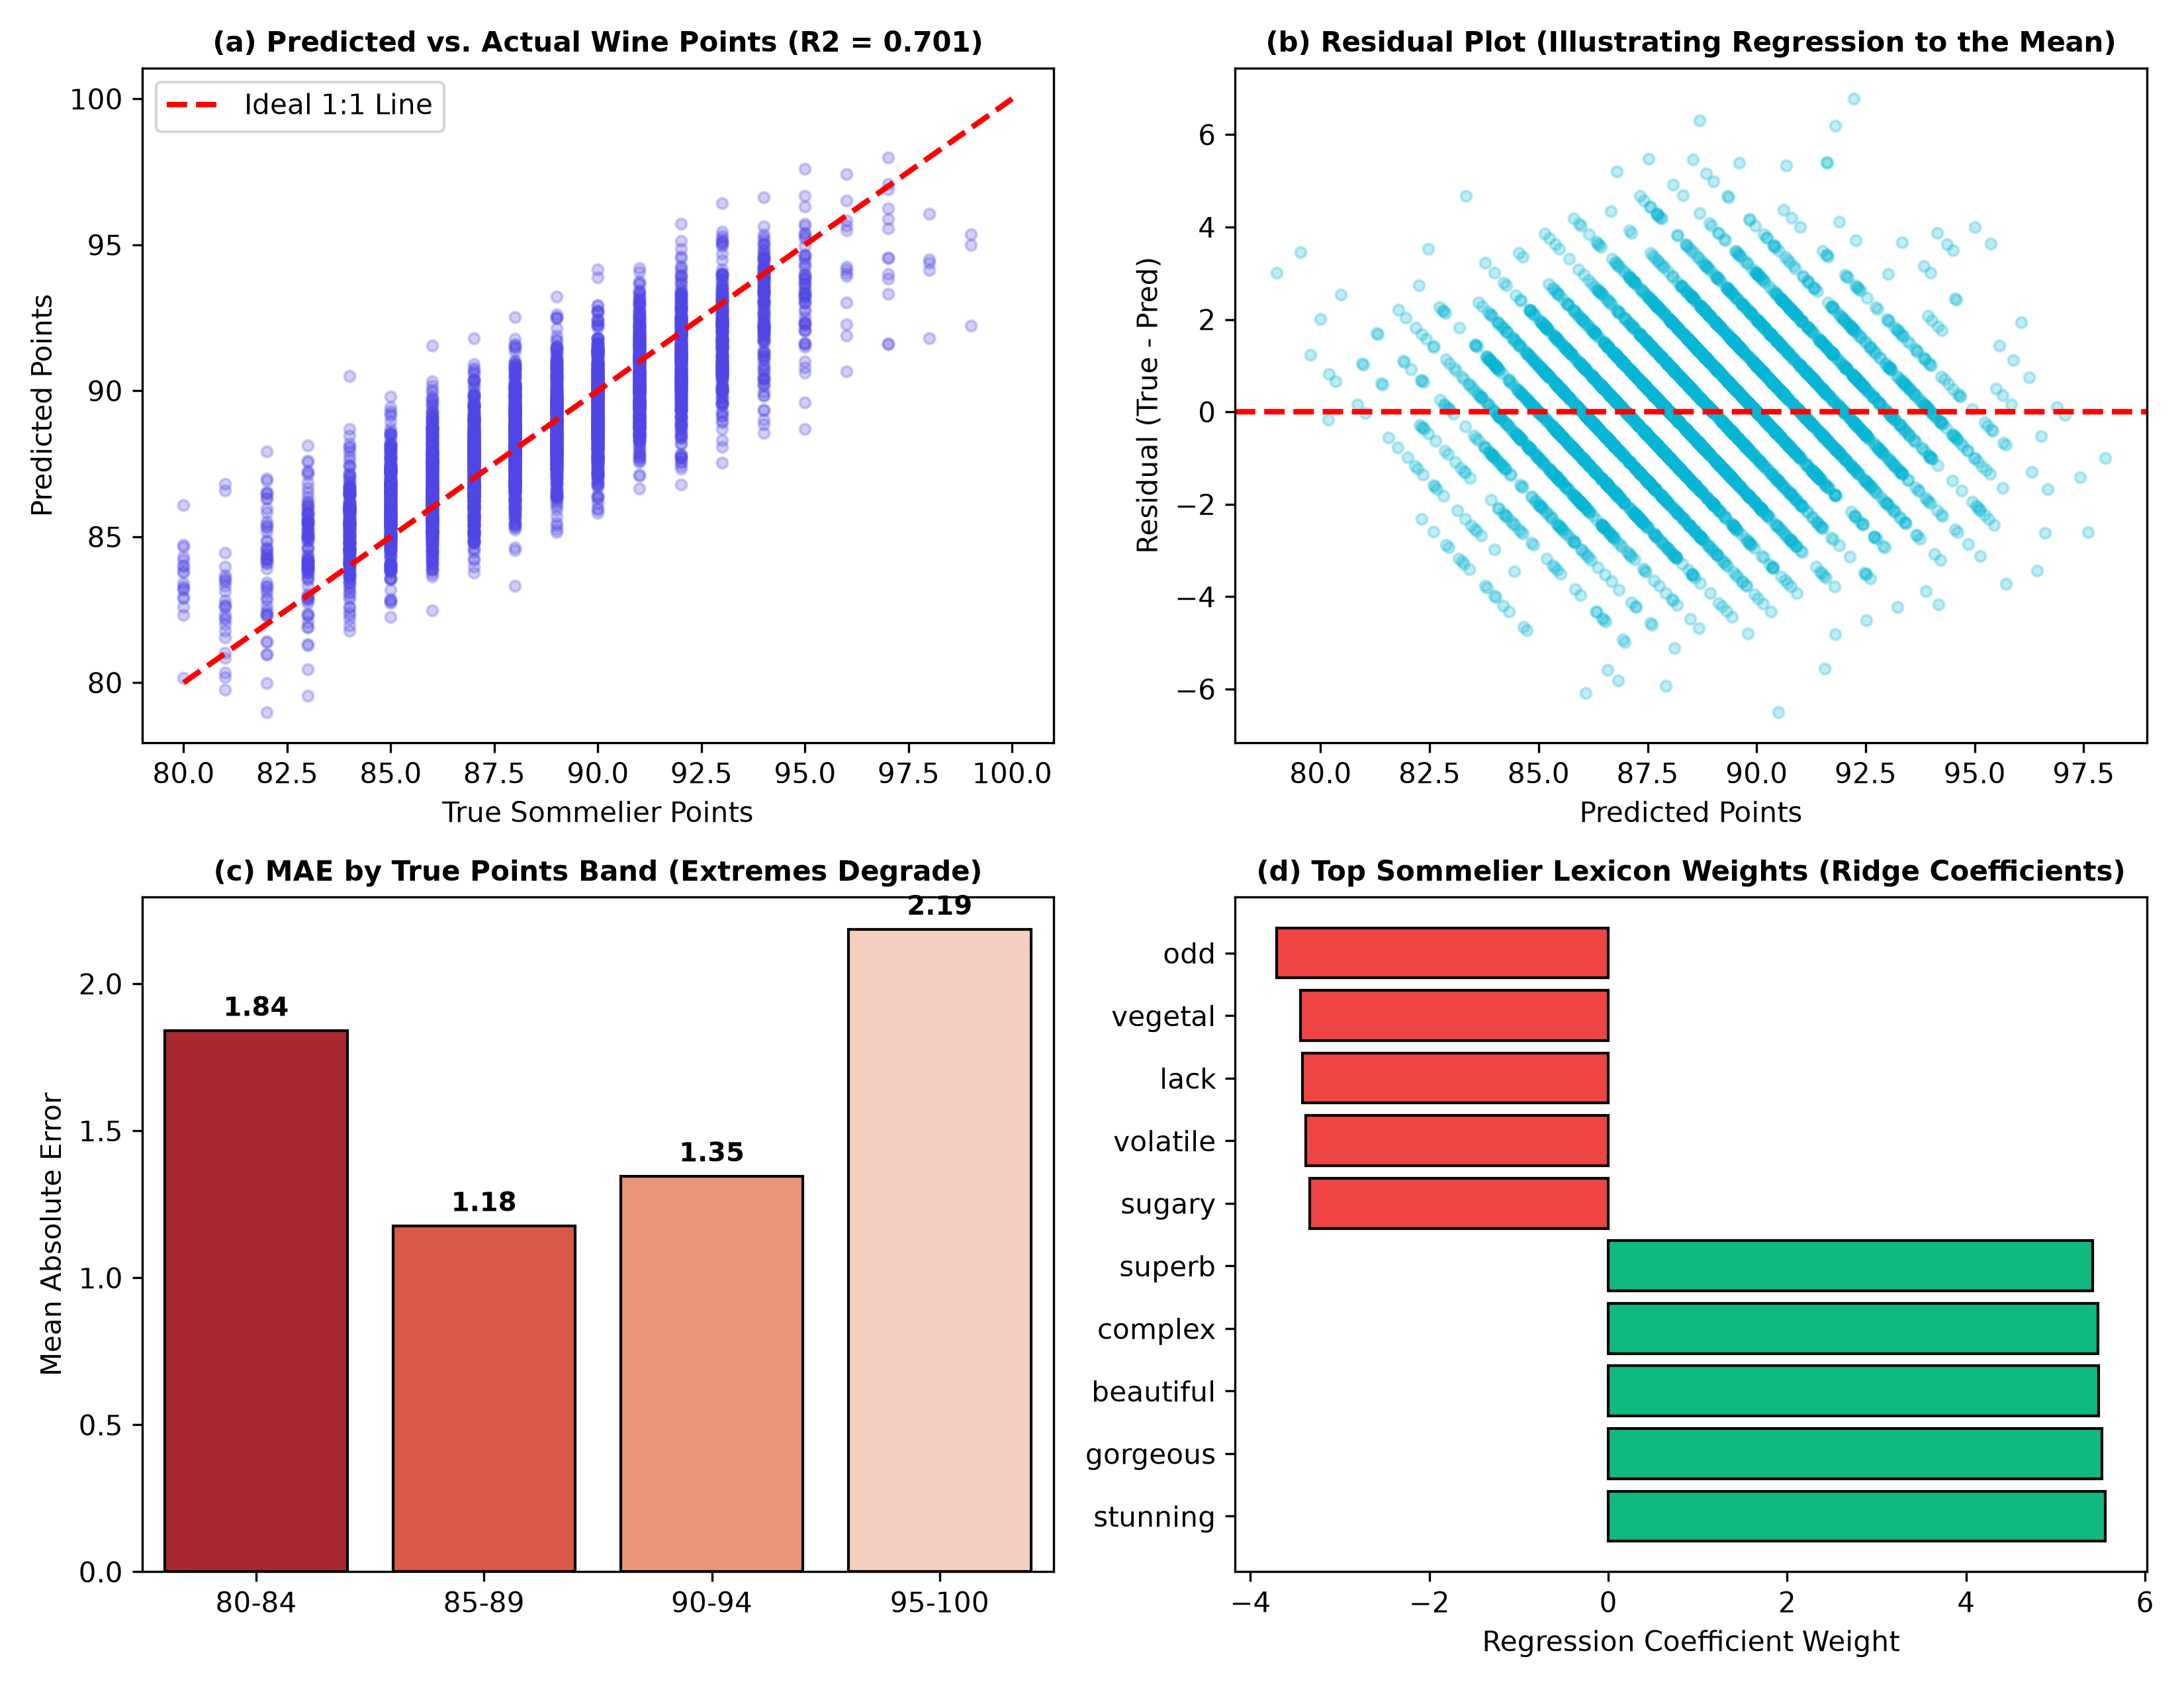 (a) Predicted vs. Actual Wine Points (R2 = 0.701)
Ideal 1:1 Line
100
95
90
85
80
Predicted Points
80.0 82.5 85.0 87.5 90.0 92.5 95.0 97.5 100.0
True Sommelier Points
(b) Residual Plot (Illustrating Regression to the Mean)
6
4
2
0
−2
−4
−6
Residual (True - Pred)
80.0 82.5 85.0 87.5 90.0 92.5 95.0 97.5
Predicted Points
(c) MAE by True Points Band (Extremes Degrade)
2.0
1.5
1.0
0.5
0.0
Mean Absolute Error
1.84
1.18
1.35
2.19
80-84 85-89 90-94 95-100
(d) Top Sommelier Lexicon Weights (Ridge Coefficients)
odd
vegetal
lack
volatile
sugary
superb
complex
beautiful
gorgeous
stunning
−4 −2 0 2 4 6
Regression Coefficient Weight